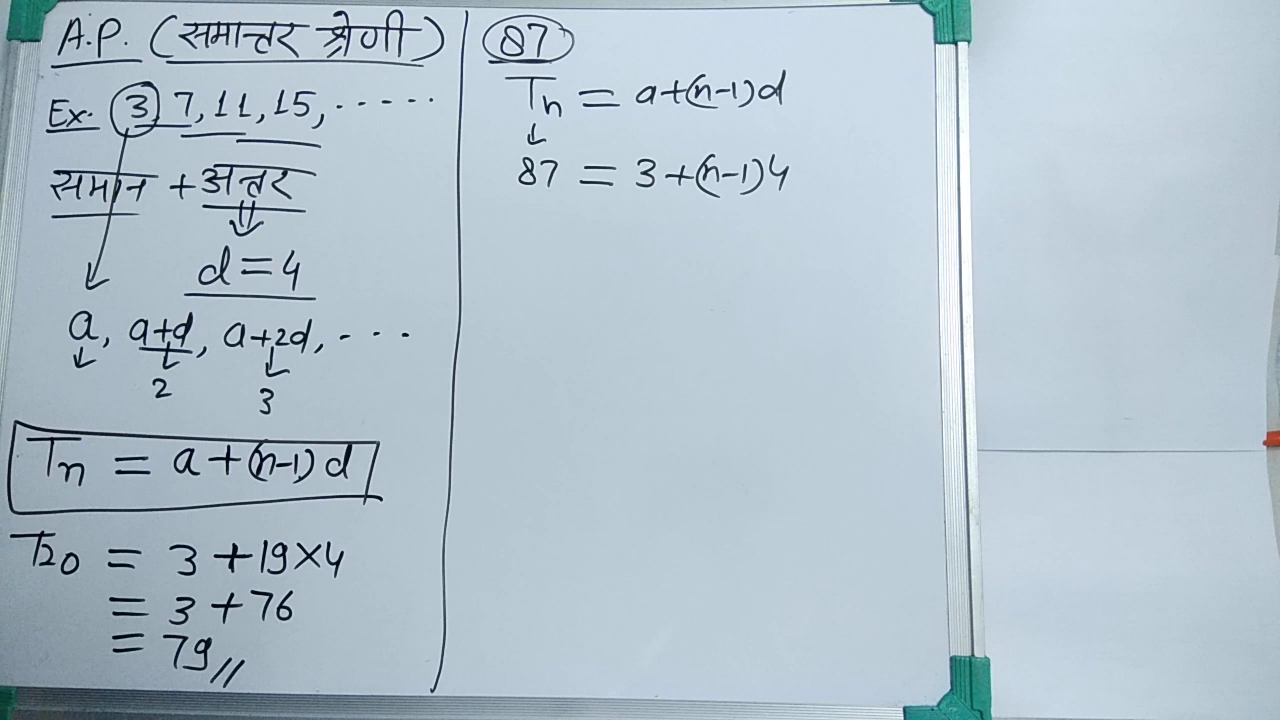 A.P. (समान्तर श्रेणी)
Ex. 3, 7, 11, 15, .....
समान + अन्तर
d = 4
a, a+d, a+2d, ....
2
3
Tn = a+(n-1)d
T20 = 3+19×4
= 3+76
= 79//
87
Tn = a+(n-1)d
87 = 3+(n-1)4